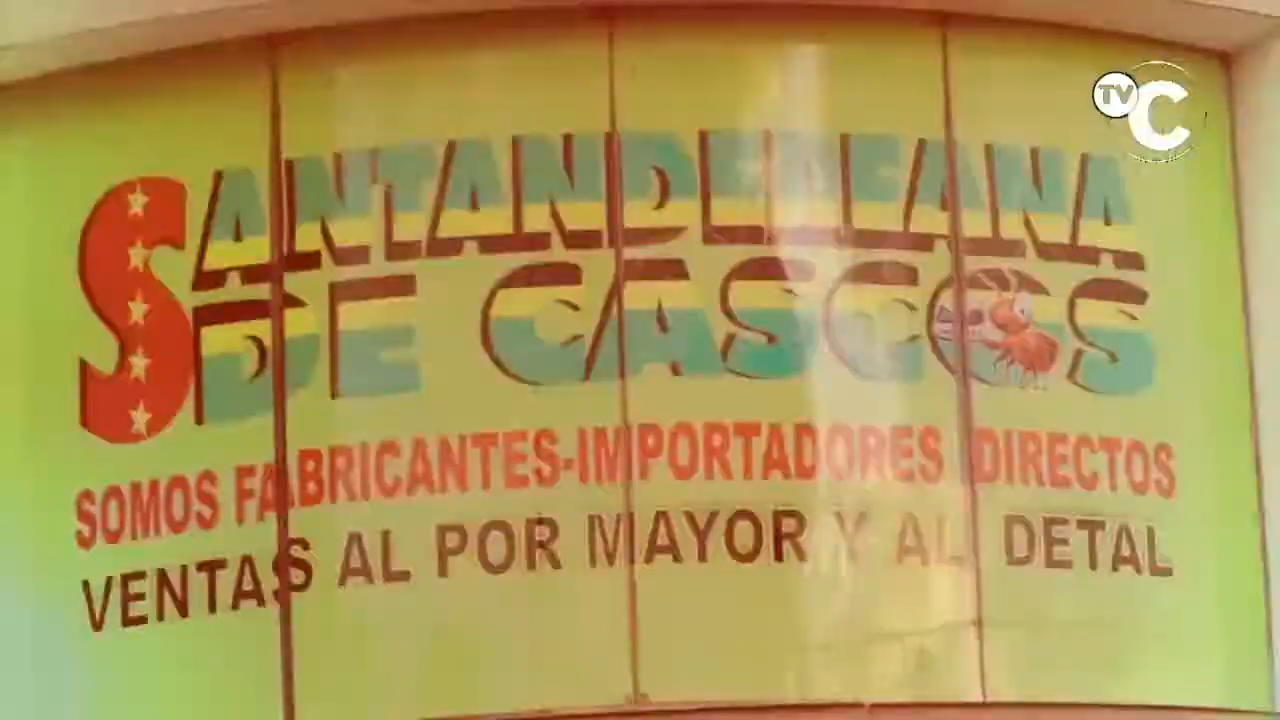 SANTANDEREANA
DE CASCOS
SOMOS FABRICANTES-IMPORTADORES DIRECTOS
VENTAS AL POR MAYOR Y AL DETAL
TV C